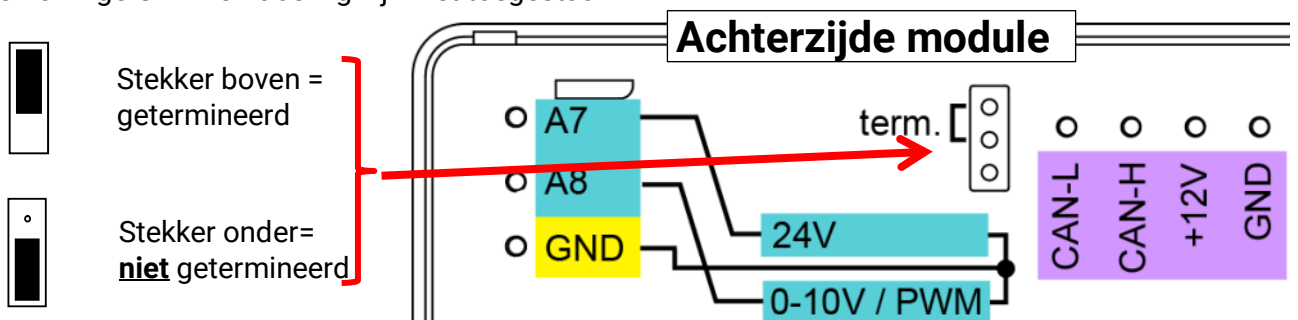 Achterzijde module
Stekker boven =
getermineerd
Stekker onder=
niet getermineerd
A7
A8
GND
term.
24V
0-10V / PWM
CAN-L
CAN-H
+12V
GND